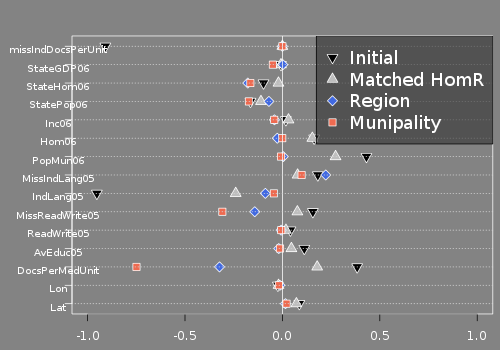 missIndDocsPerUnit
StateGDP06
StateHom06
StatePop06
Inc06
Hom06
PopMun06
MissIndLang05
IndLang05
MissReadWrite05
ReadWrite05
AvEduc05
DocsPerMedUnit
Lon
Lat
Initial
Matched HomR
Region
Munipality
-1.0 -0.5 0.0 0.5 1.0